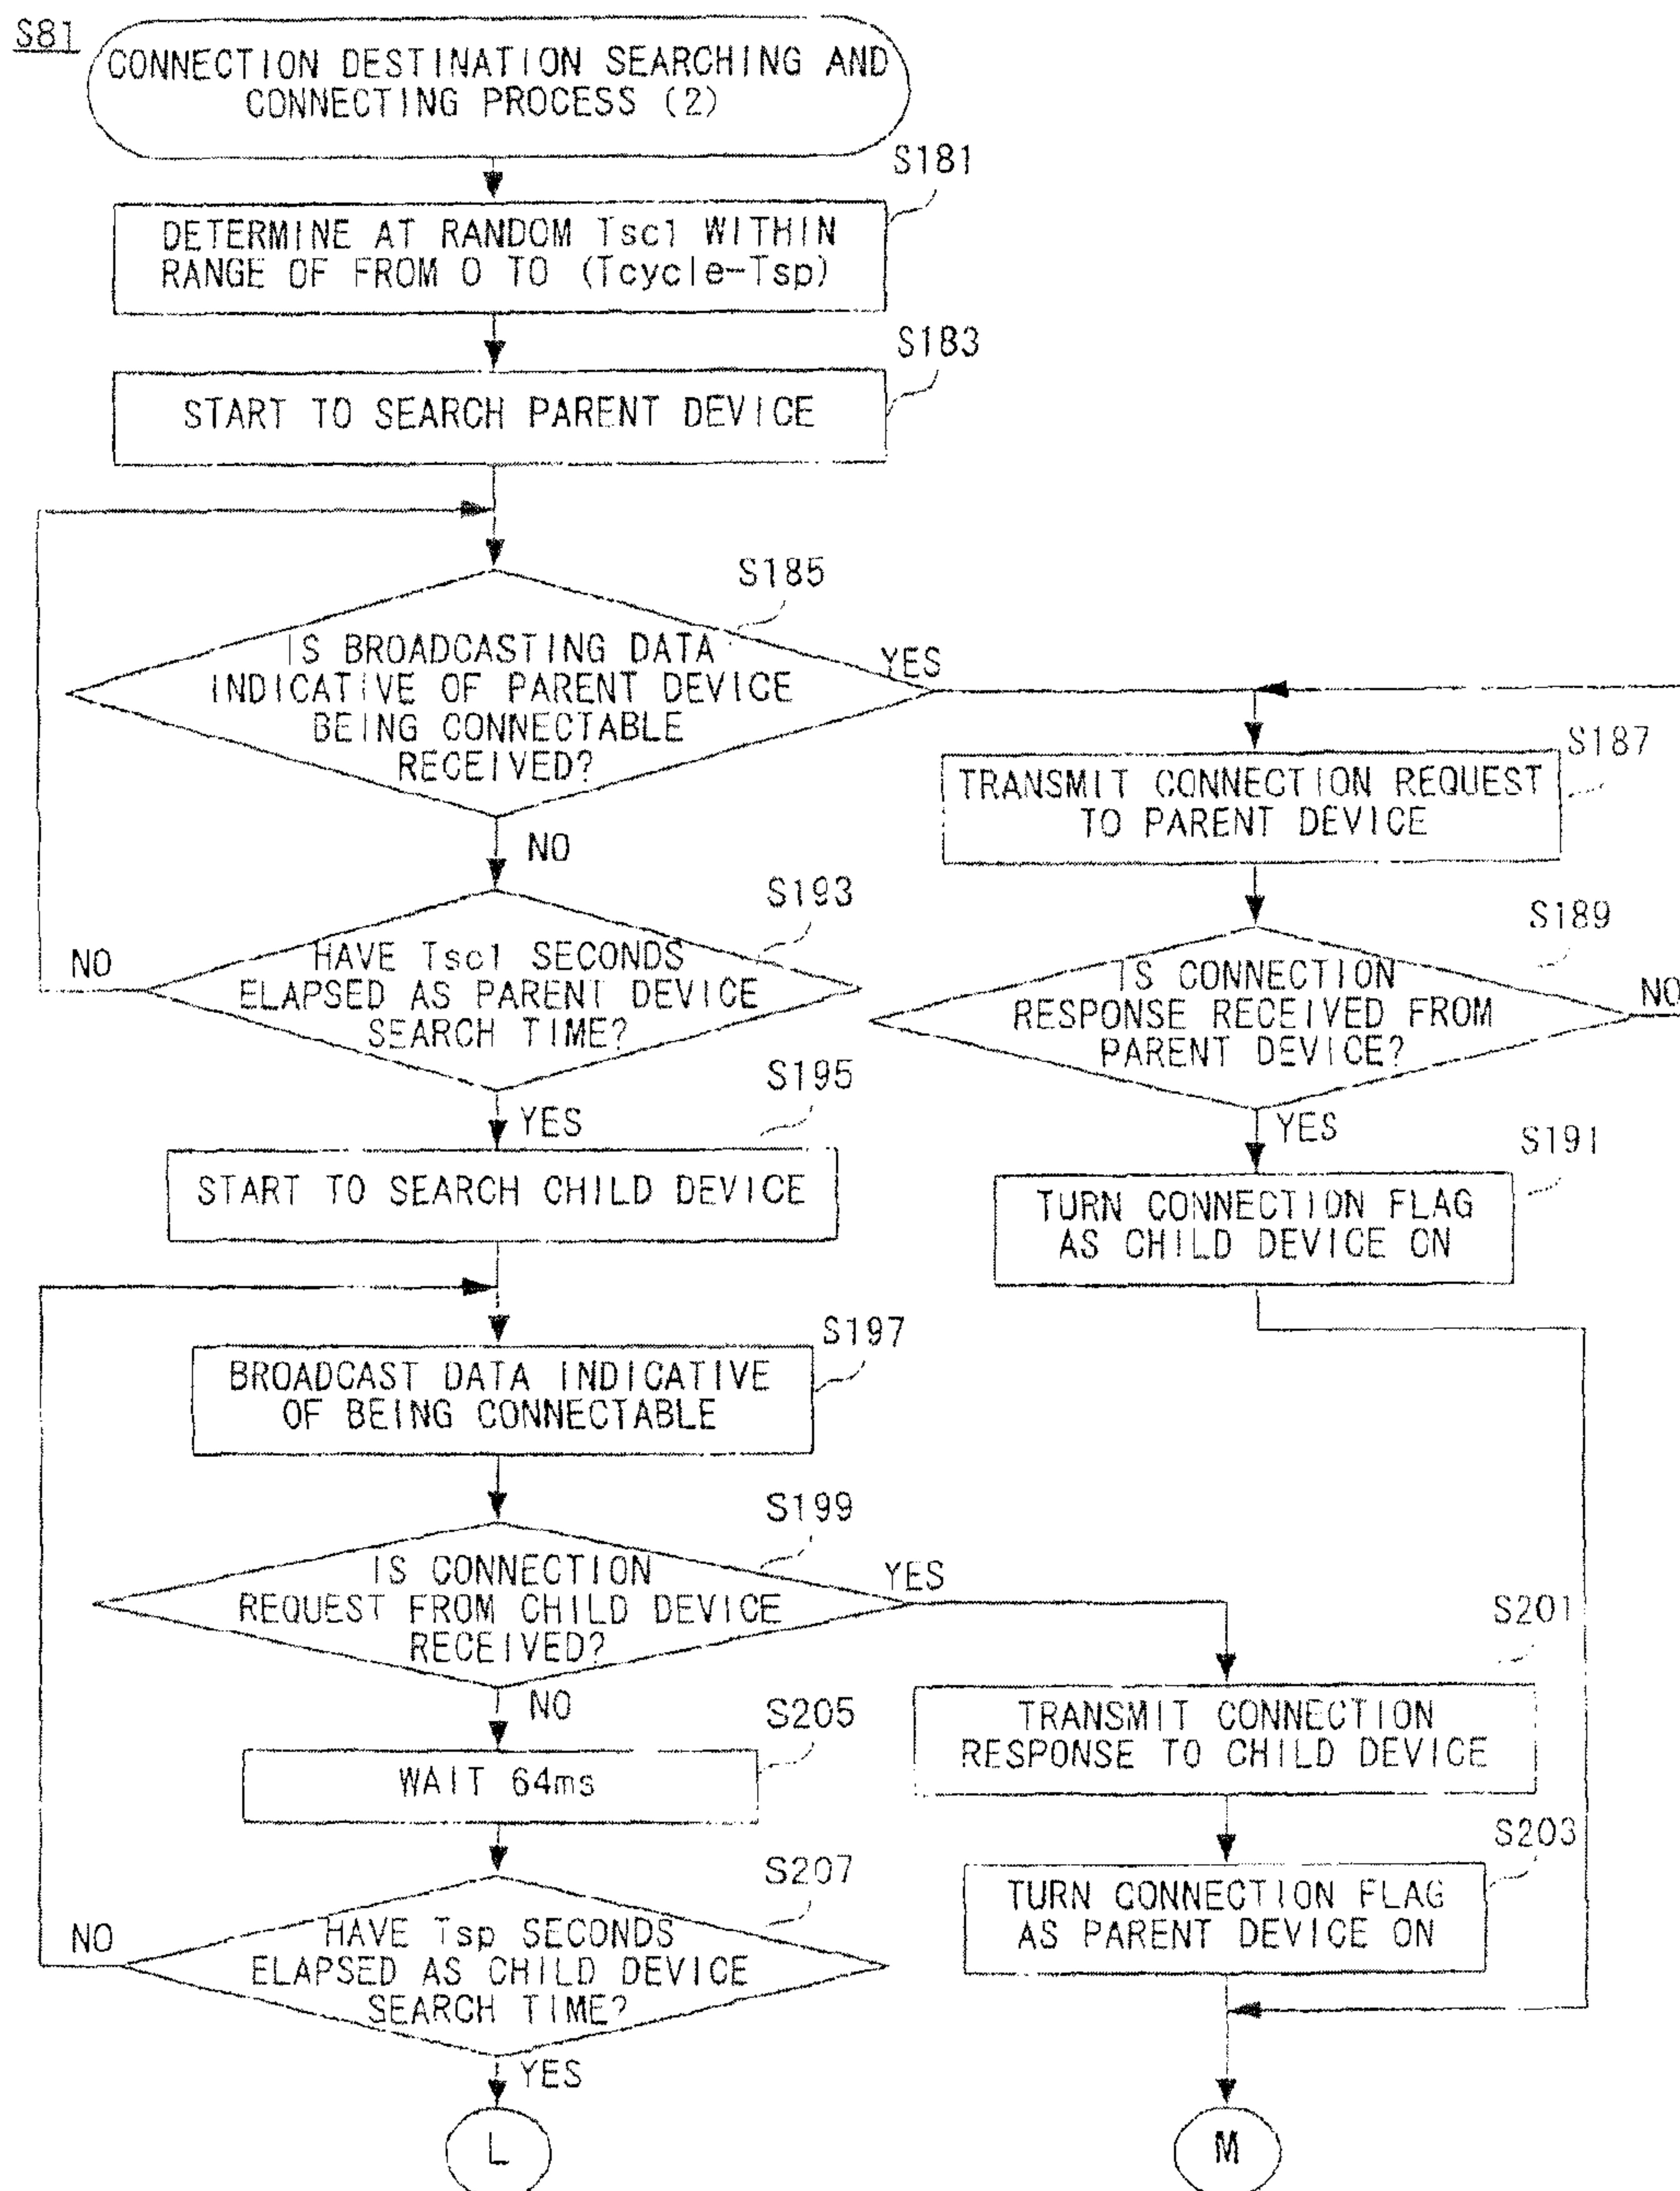 S81
CONNECTION DESTINATION SEARCHING AND
CONNECTING PROCESS (2)
S181
DETERMINE AT RANDOM Tsc1 WITHIN
RANGE OF FROM 0 TO (Tcycle-Tsp)
S183
START TO SEARCH PARENT DEVICE
S185
IS BROADCASTING DATA
INDICATIVE OF PARENT DEVICE
BEING CONNECTABLE
RECEIVED?
YES
NO
S187
TRANSMIT CONNECTION REQUEST
TO PARENT DEVICE
S193
HAVE Tsc1 SECONDS
ELAPSED AS PARENT DEVICE
SEARCH TIME?
NO
YES
S189
IS CONNECTION
RESPONSE RECEIVED FROM
PARENT DEVICE?
NO
YES
S195
START TO SEARCH CHILD DEVICE
S191
TURN CONNECTION FLAG
AS CHILD DEVICE ON
S197
BROADCAST DATA INDICATIVE
OF BEING CONNECTABLE
S199
IS CONNECTION
REQUEST FROM CHILD DEVICE
RECEIVED?
YES
NO
S201
TRANSMIT CONNECTION
RESPONSE TO CHILD DEVICE
S205
WAIT 64ms
S203
TURN CONNECTION FLAG
AS PARENT DEVICE ON
S207
HAVE Tsp SECONDS
ELAPSED AS CHILD DEVICE
SEARCH TIME?
NO
YES
L
M